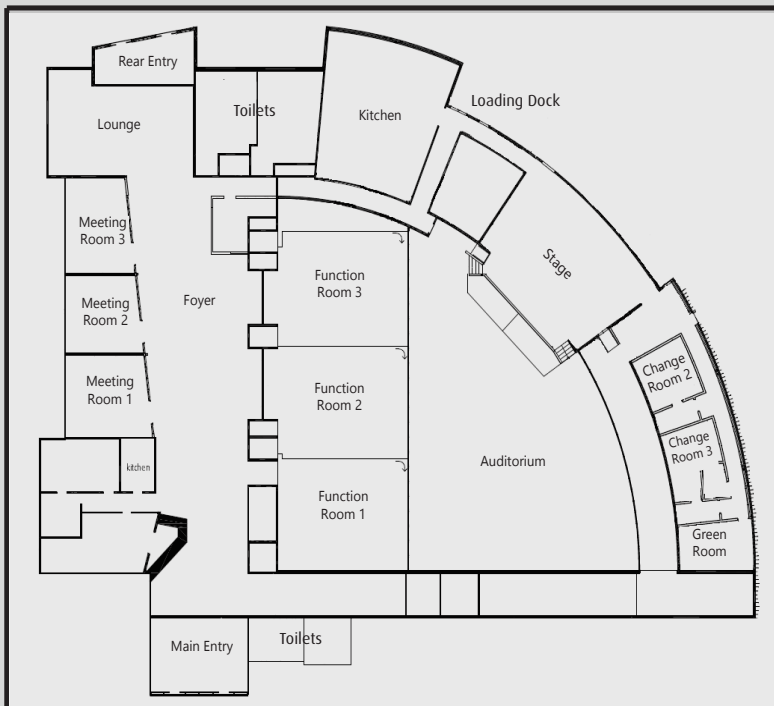 Rear Entry
Toilets
Loading Dock
Kitchen
Lounge
Meeting
Room 3
Foyer
Function
Room 3
Stage
Meeting
Room 2
Meeting
Room 1
Function
Room 2
Change
Room 2
kitchen
Auditorium
Change
Room 3
Function
Room 1
Green
Room
Main Entry
Toilets